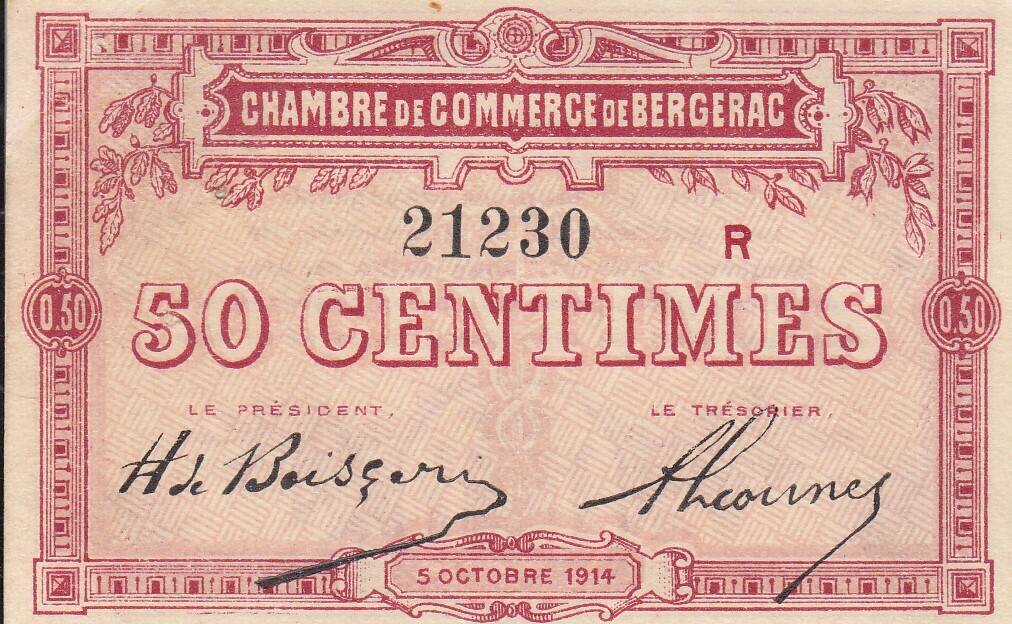 CHAMBRE DE COMMERCE DE BERGERAC
21230 R
0.50 50 CENTIMES 0.50
LE PRÉSIDENT, LE TRÉSORIER,
H de
5 OCTOBRE 1914